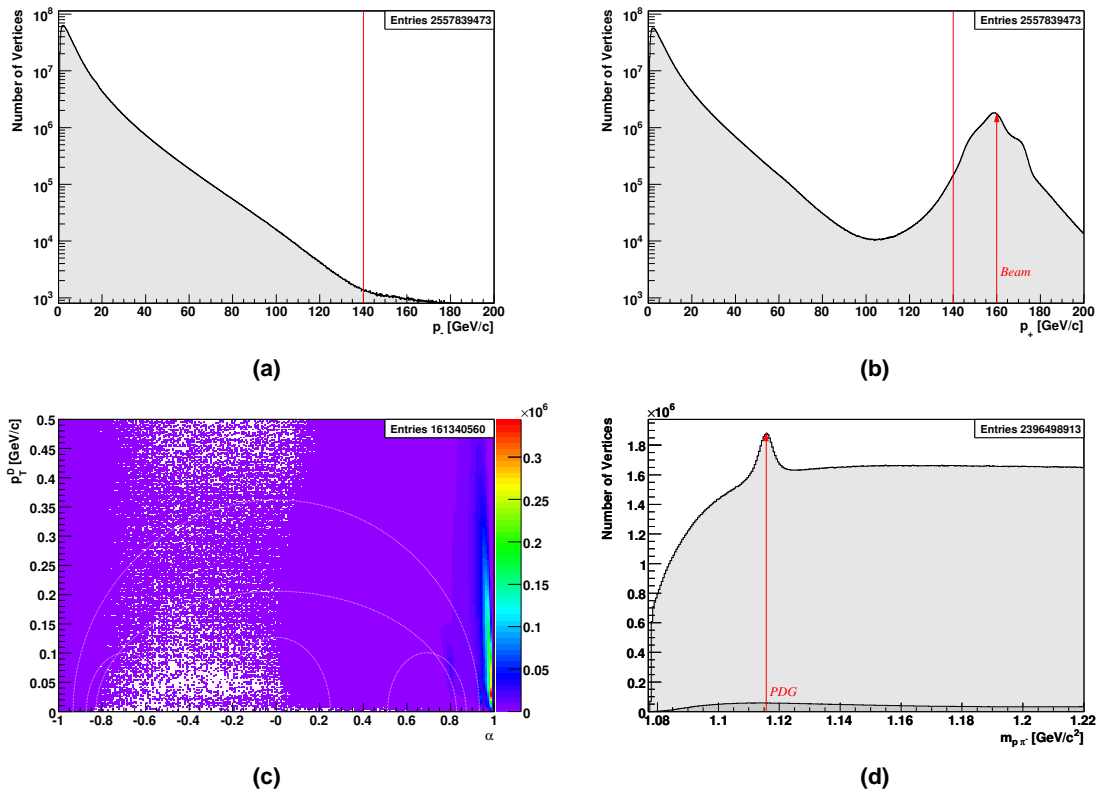 Number of Vertices
10^8
10^7
10^6
10^5
10^4
10^3
Entries 2557839473
0 20 40 60 80 100 120 140 160 180 200
p_- [GeV/c]
(a)
Number of Vertices
10^8
10^7
10^6
10^5
10^4
10^3
Entries 2557839473
Beam
0 20 40 60 80 100 120 140 160 180 200
p_+ [GeV/c]
(b)
p_T^D [GeV/c]
0.5
0.45
0.4
0.35
0.3
0.25
0.2
0.15
0.1
0.05
0
Entries 161340560
×10^6
0.3
0.25
0.2
0.15
0.1
0.05
0
-1 -0.8 -0.6 -0.4 -0.2 -0 0.2 0.4 0.6 0.8 1
α
(c)
×10^6
Number of Vertices
1.8
1.6
1.4
1.2
1
0.8
0.6
0.4
0.2
0
Entries 2396498913
PDG
1.08 1.1 1.12 1.14 1.16 1.18 1.2 1.22
m_{p π^-} [GeV/c^2]
(d)